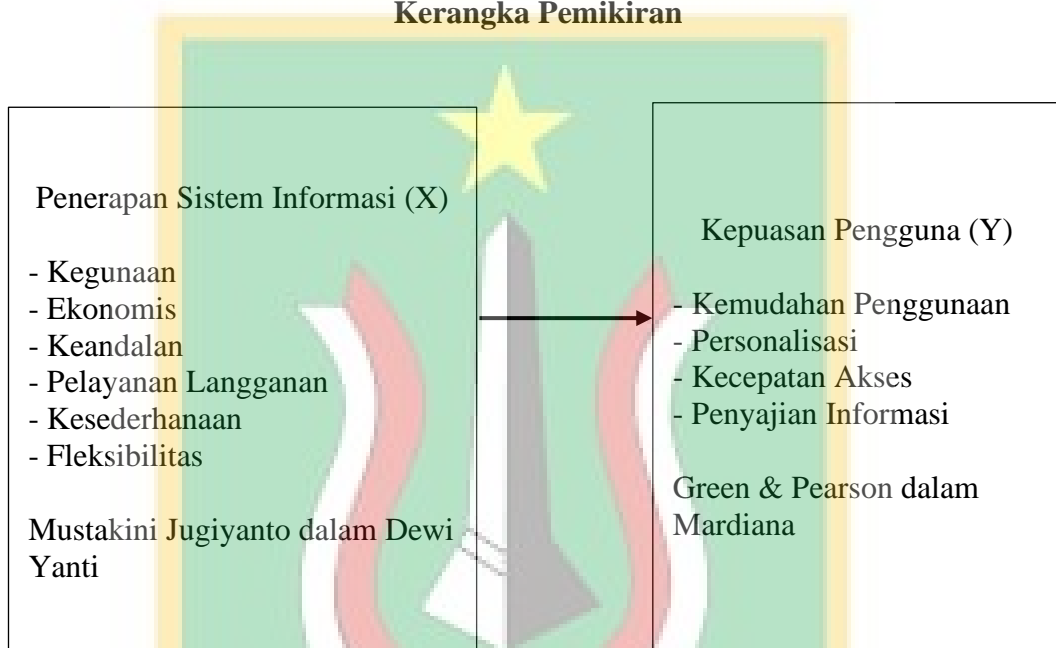 Kerangka Pemikiran
Penerapan Sistem Informasi (X)
- Kegunaan
- Ekonomis
- Keandalan
- Pelayanan Langganan
- Kesederhanaan
- Fleksibilitas
Mustakini Jugiyanto dalam Dewi
Yanti
Kepuasan Pengguna (Y)
- Kemudahan Penggunaan
- Personalisasi
- Kecepatan Akses
- Penyajian Informasi
Green & Pearson dalam
Mardiana